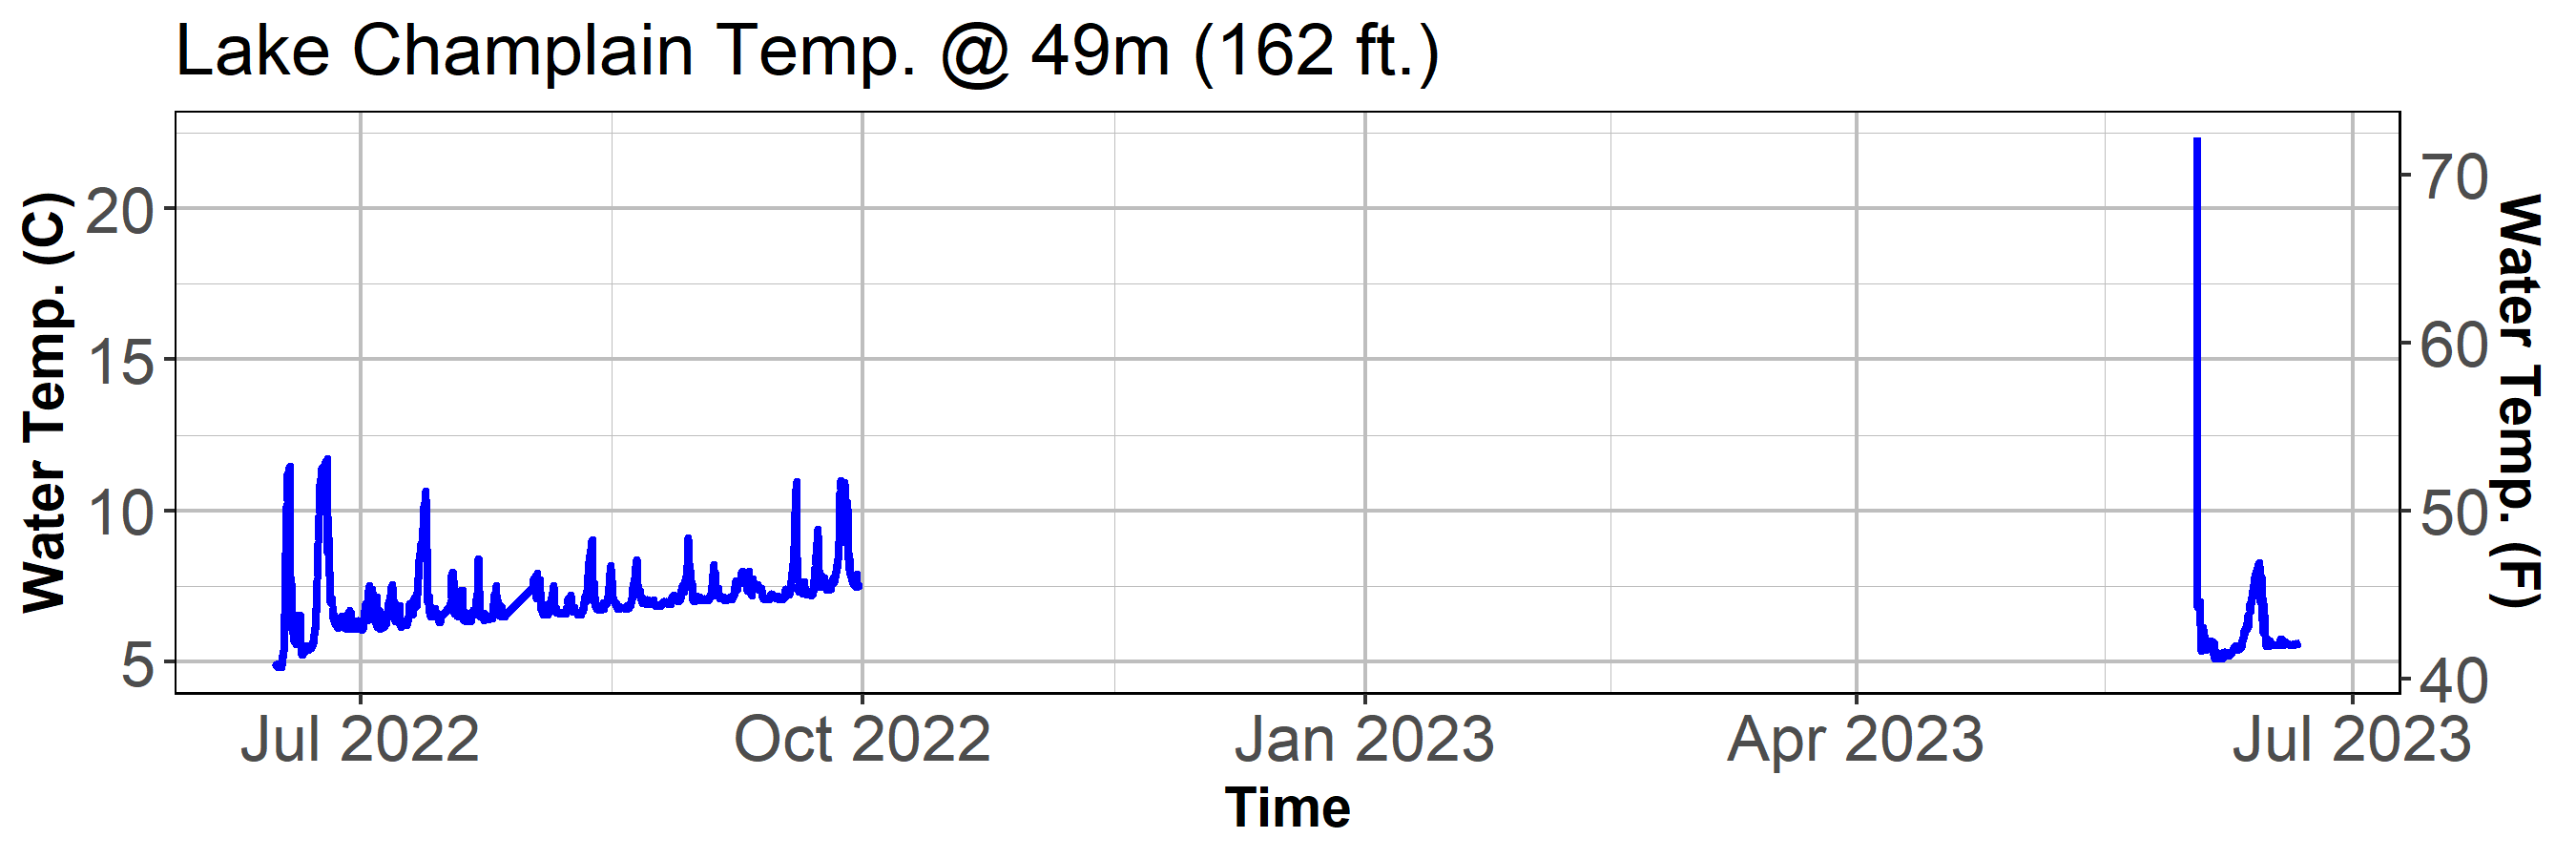 Lake Champlain Temp. @ 49m (162 ft.)
Water Temp. (C)
20
15
10
5
70
60
50
40
Water Temp. (F)
Jul 2022 Oct 2022 Jan 2023 Apr 2023 Jul 2023
Time